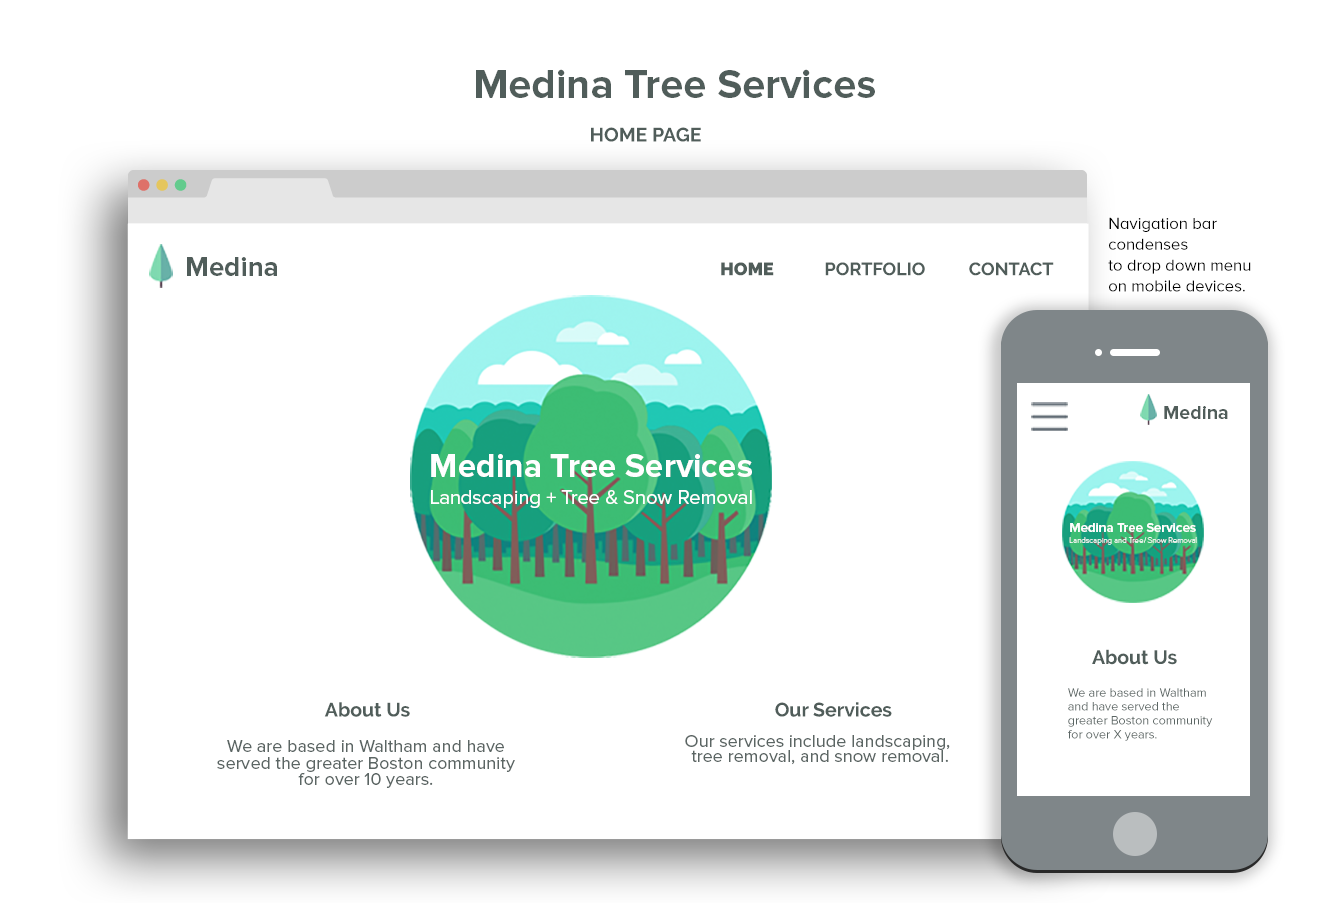 Medina Tree Services
HOME PAGE
Medina
HOME
PORTFOLIO
CONTACT
Medina Tree Services
Landscaping + Tree & Snow Removal
About Us
We are based in Waltham and have
served the greater Boston community
for over 10 years.
Our Services
Our services include landscaping,
tree removal, and snow removal.
Navigation bar
condenses
to drop down menu
on mobile devices.
Medina
Medina Tree Services
Landscaping and Tree/ Snow Removal
About Us
We are based in Waltham
and have served the
greater Boston community
for over X years.